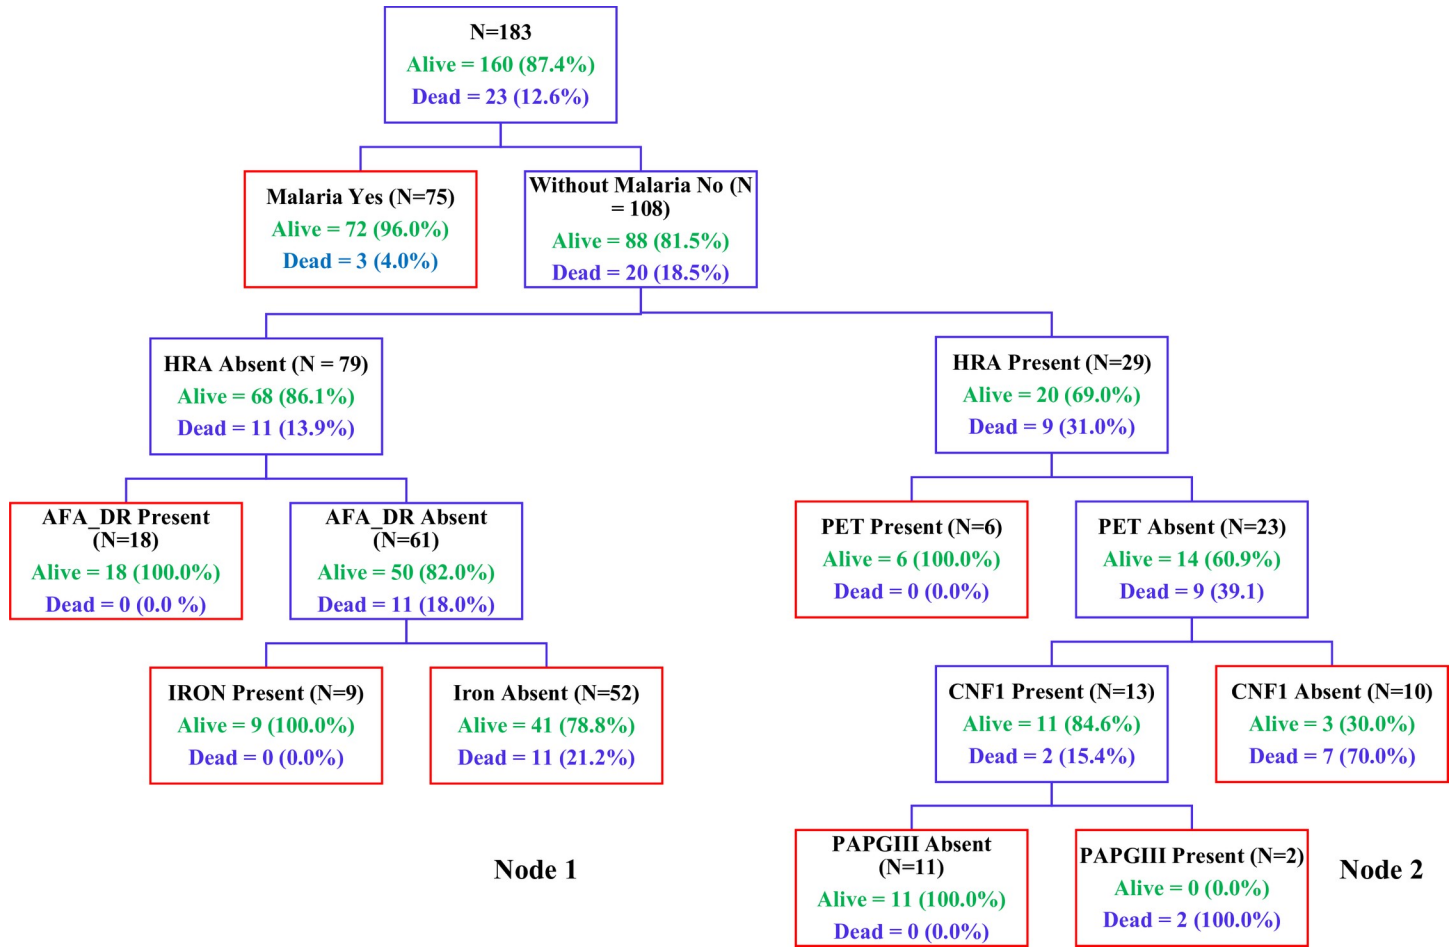 N=183
Alive = 160 (87.4%)
Dead = 23 (12.6%)
Malaria Yes (N=75)
Alive = 72 (96.0%)
Dead = 3 (4.0%)
Without Malaria No (N
= 108)
Alive = 88 (81.5%)
Dead = 20 (18.5%)
HRA Absent (N = 79)
Alive = 68 (86.1%)
Dead = 11 (13.9%)
HRA Present (N=29)
Alive = 20 (69.0%)
Dead = 9 (31.0%)
AFA_DR Present
(N=18)
Alive = 18 (100.0%)
Dead = 0 (0.0 %)
AFA_DR Absent
(N=61)
Alive = 50 (82.0%)
Dead = 11 (18.0%)
PET Present (N=6)
Alive = 6 (100.0%)
Dead = 0 (0.0%)
PET Absent (N=23)
Alive = 14 (60.9%)
Dead = 9 (39.1)
IRON Present (N=9)
Alive = 9 (100.0%)
Dead = 0 (0.0%)
Iron Absent (N=52)
Alive = 41 (78.8%)
Dead = 11 (21.2%)
CNF1 Present (N=13)
Alive = 11 (84.6%)
Dead = 2 (15.4%)
CNF1 Absent (N=10)
Alive = 3 (30.0%)
Dead = 7 (70.0%)
Node 1
PAPGIII Absent
(N=11)
Alive = 11 (100.0%)
Dead = 0 (0.0%)
PAPGIII Present (N=2)
Alive = 0 (0.0%)
Dead = 2 (100.0%)
Node 2